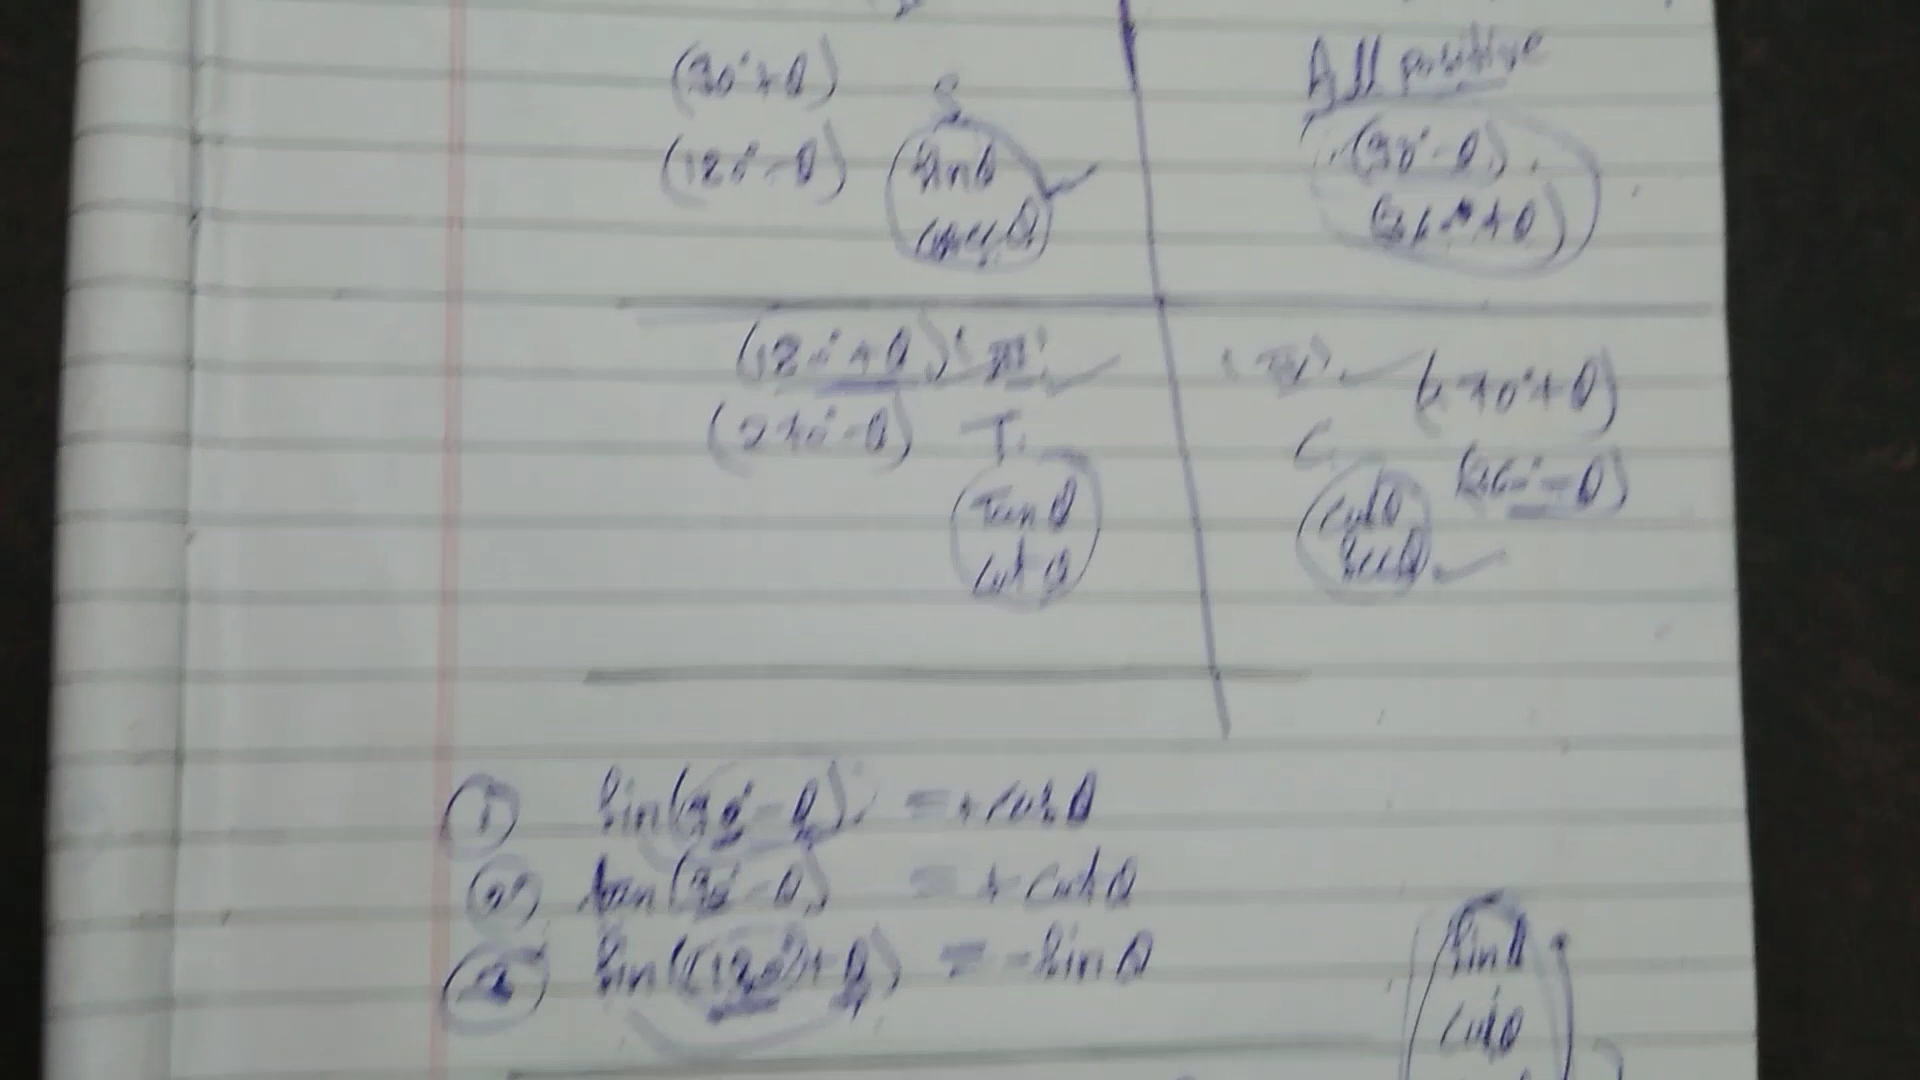 All positive
(90°+θ)
S
(180°-θ)
sinθ
cosecθ
(90°-θ)
(360°+θ)
(180°+θ) III
(270°-θ) T
Tanθ
cotθ
IV (270°+θ)
C (360°-θ)
cosθ
secθ
① sin(90°-θ) = +cosθ
② tan(90°-θ) = +cotθ
sin(180°+θ) = -sinθ
sinθ
cosθ